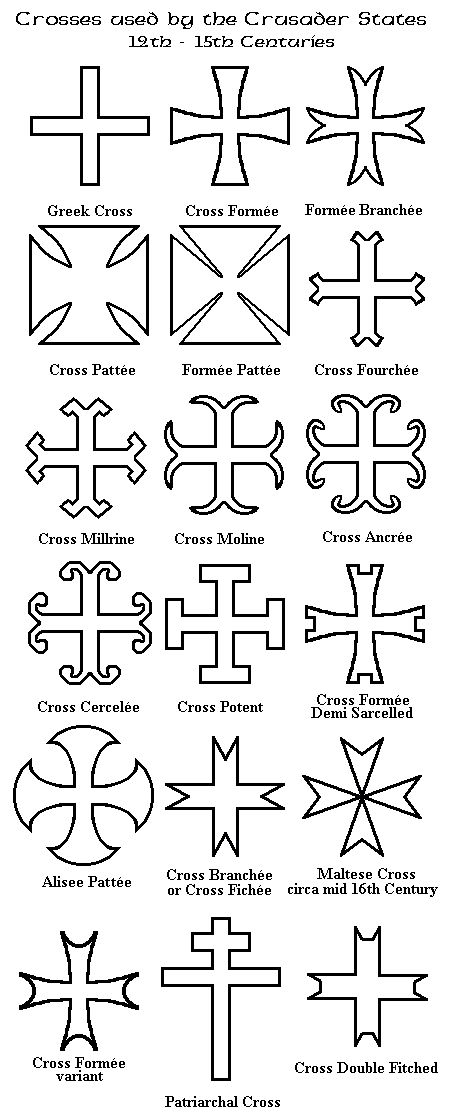 Crosses used by the Crusader States
12th - 15th Centuries
Greek Cross
Cross Formée
Formée Branchée
Cross Pattée
Formée Pattée
Cross Fourchée
Cross Millrine
Cross Moline
Cross Ancrée
Cross Cercelée
Cross Potent
Cross Formée
Demi Sarcelled
Alisee Pattée
Cross Branchée
or Cross Fichée
Maltese Cross
circa mid 16th Century
Cross Formée
variant
Patriarchal Cross
Cross Double Fitched